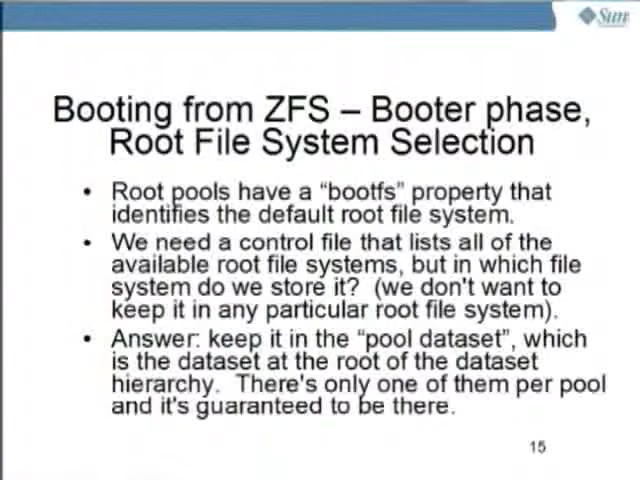 Sun
Booting from ZFS – Booter phase,
Root File System Selection
• Root pools have a “bootfs” property that
identifies the default root file system.
• We need a control file that lists all of the
available root file systems, but in which file
system do we store it? (we don't want to
keep it in any particular root file system).
• Answer: keep it in the “pool dataset”, which
is the dataset at the root of the dataset
hierarchy. There's only one of them per pool
and it's guaranteed to be there.
15